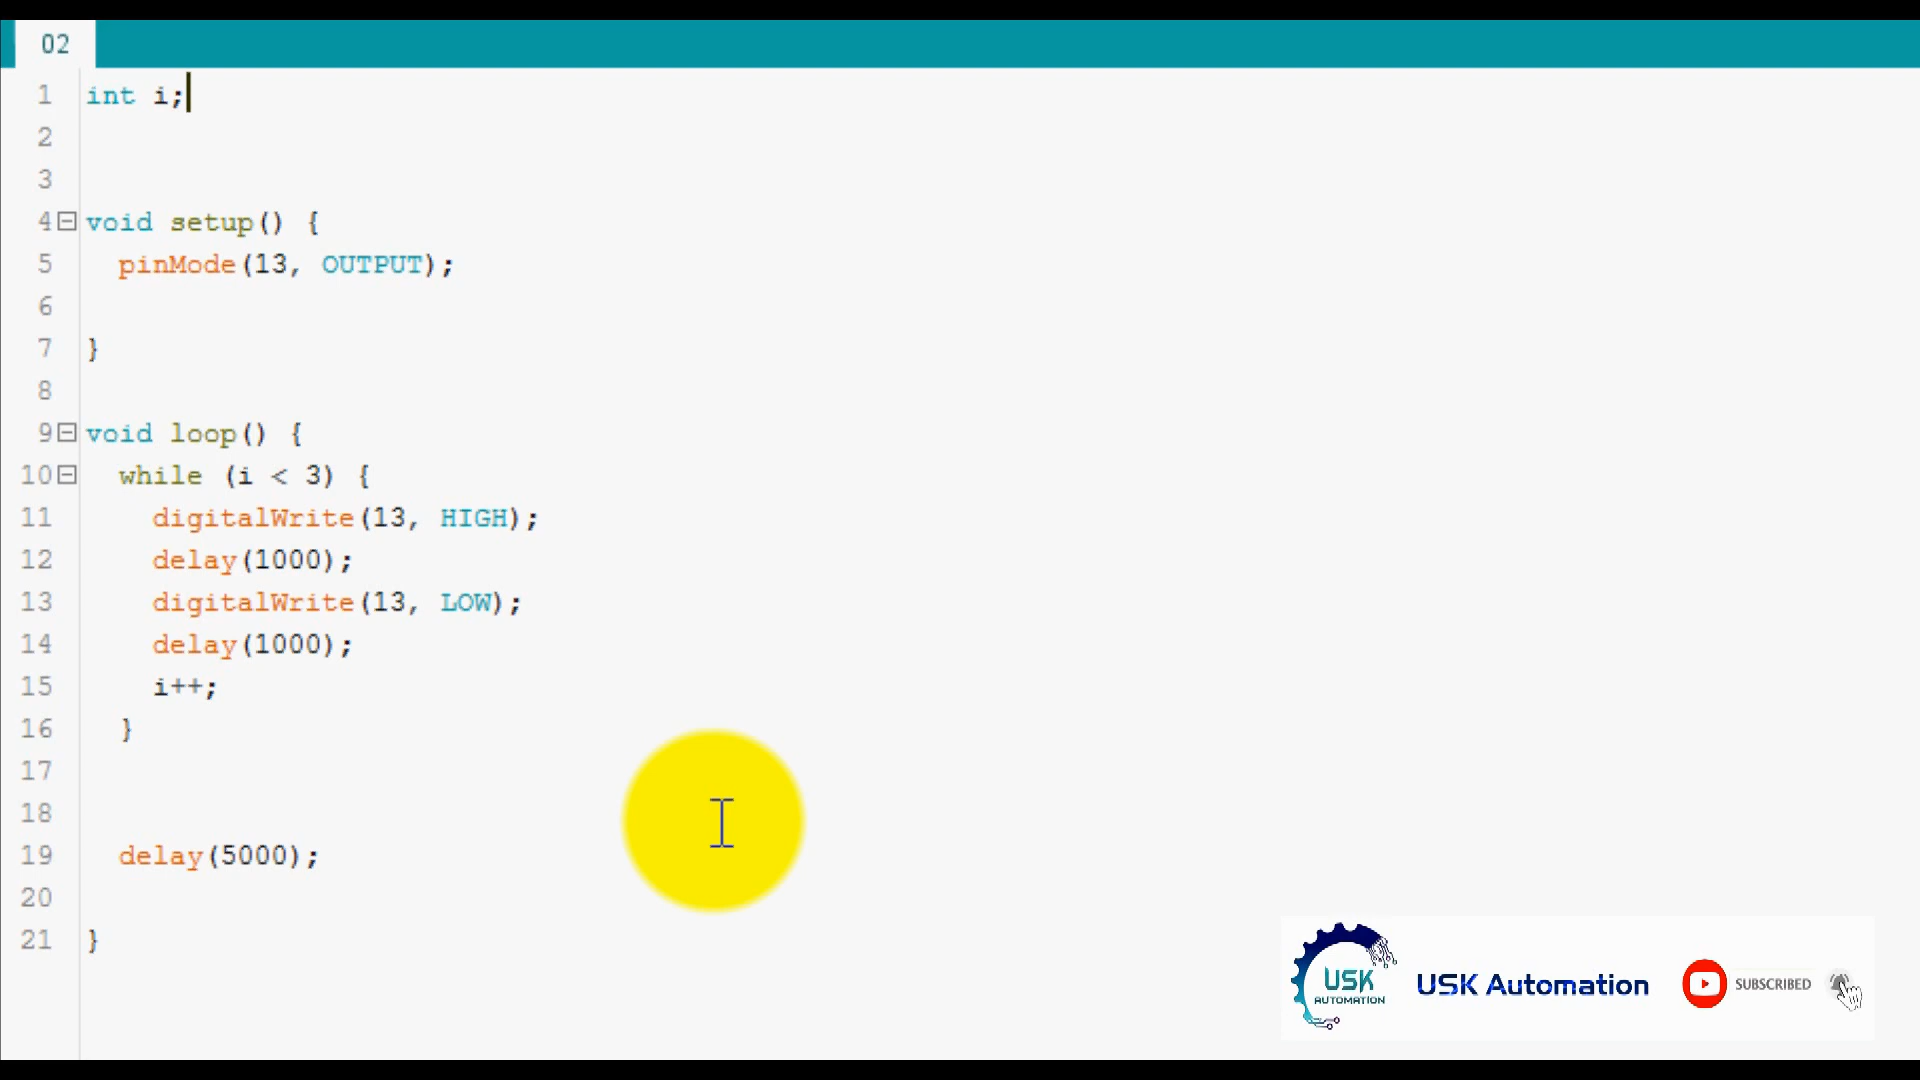 02
1 int i;
2
3
4 void setup() {
5 pinMode(13, OUTPUT);
6
7 }
8
9 void loop() {
10 while (i < 3) {
11 digitalWrite(13, HIGH);
12 delay(1000);
13 digitalWrite(13, LOW);
14 delay(1000);
15 i++;
16 }
17
18
19 delay(5000);
20
21 }
USK
AUTOMATION
USK Automation
SUBSCRIBED